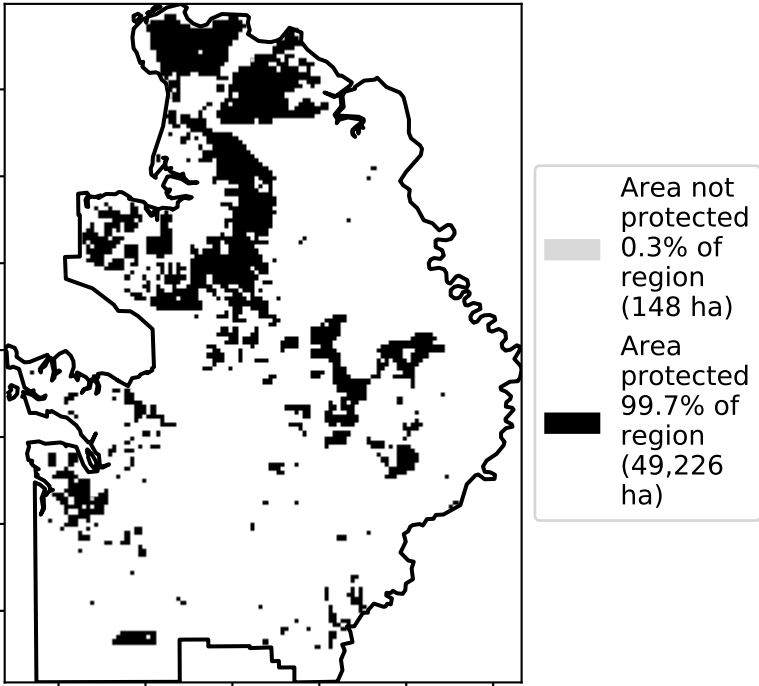 Area not
protected
0.3% of
region
(148 ha)
Area
protected
99.7% of
region
(49,226
ha)